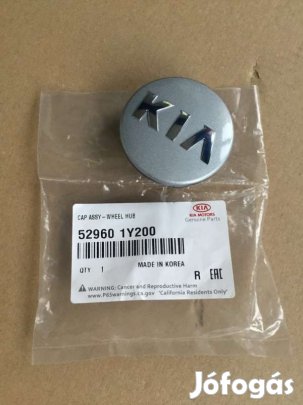 KIA
CAP ASSY-WHEEL HUB
52960 1Y200
KIA
KIA MOTORS
Genuine Parts
QTY 1
MADE IN KOREA
R EAC
WARNING: Cancer and Reproductive Harm
www.P65warnings.ca.gov "California Residents Only"
Jófogás